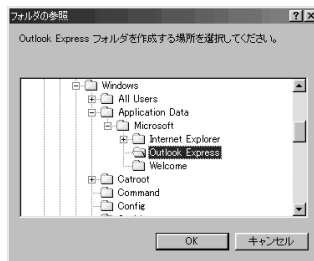 フォルダの参照
Outlook Express フォルダを作成する場所を選択してください。
Windows
All Users
Application Data
Microsoft
Internet Explorer
Outlook Express
Welcome
Catroot
Command
Config
OK
キャンセル